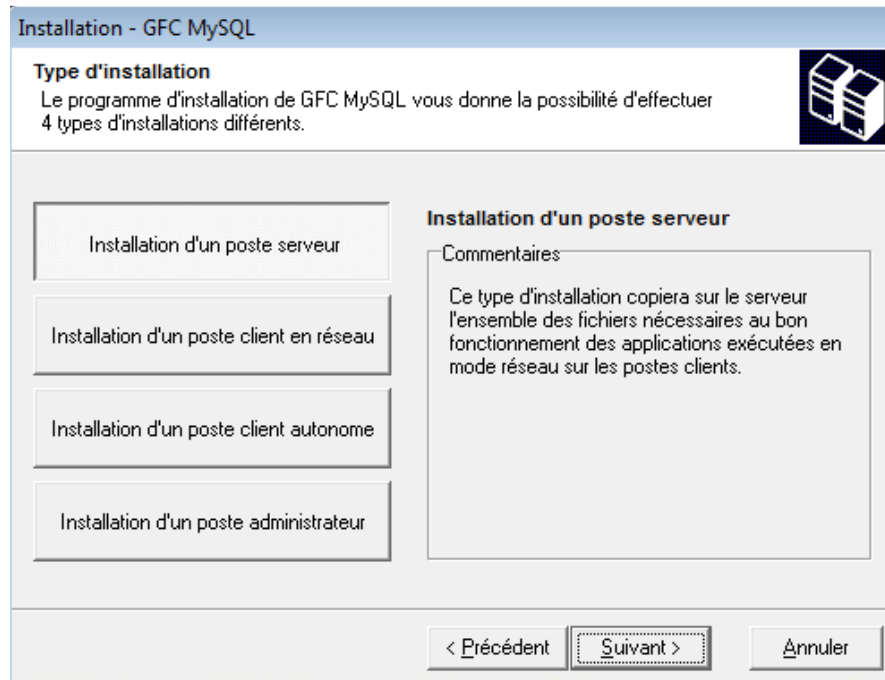 Installation - GFC MySQL
Type d'installation
Le programme d'installation de GFC MySQL vous donne la possibilité d'effectuer
4 types d'installations différents.
Installation d'un poste serveur
Installation d'un poste client en réseau
Installation d'un poste client autonome
Installation d'un poste administrateur
Installation d'un poste serveur
Commentaires
Ce type d'installation copiera sur le serveur
l'ensemble des fichiers nécessaires au bon
fonctionnement des applications exécutées en
mode réseau sur les postes clients.
< Précédent
Suivant >
Annuler